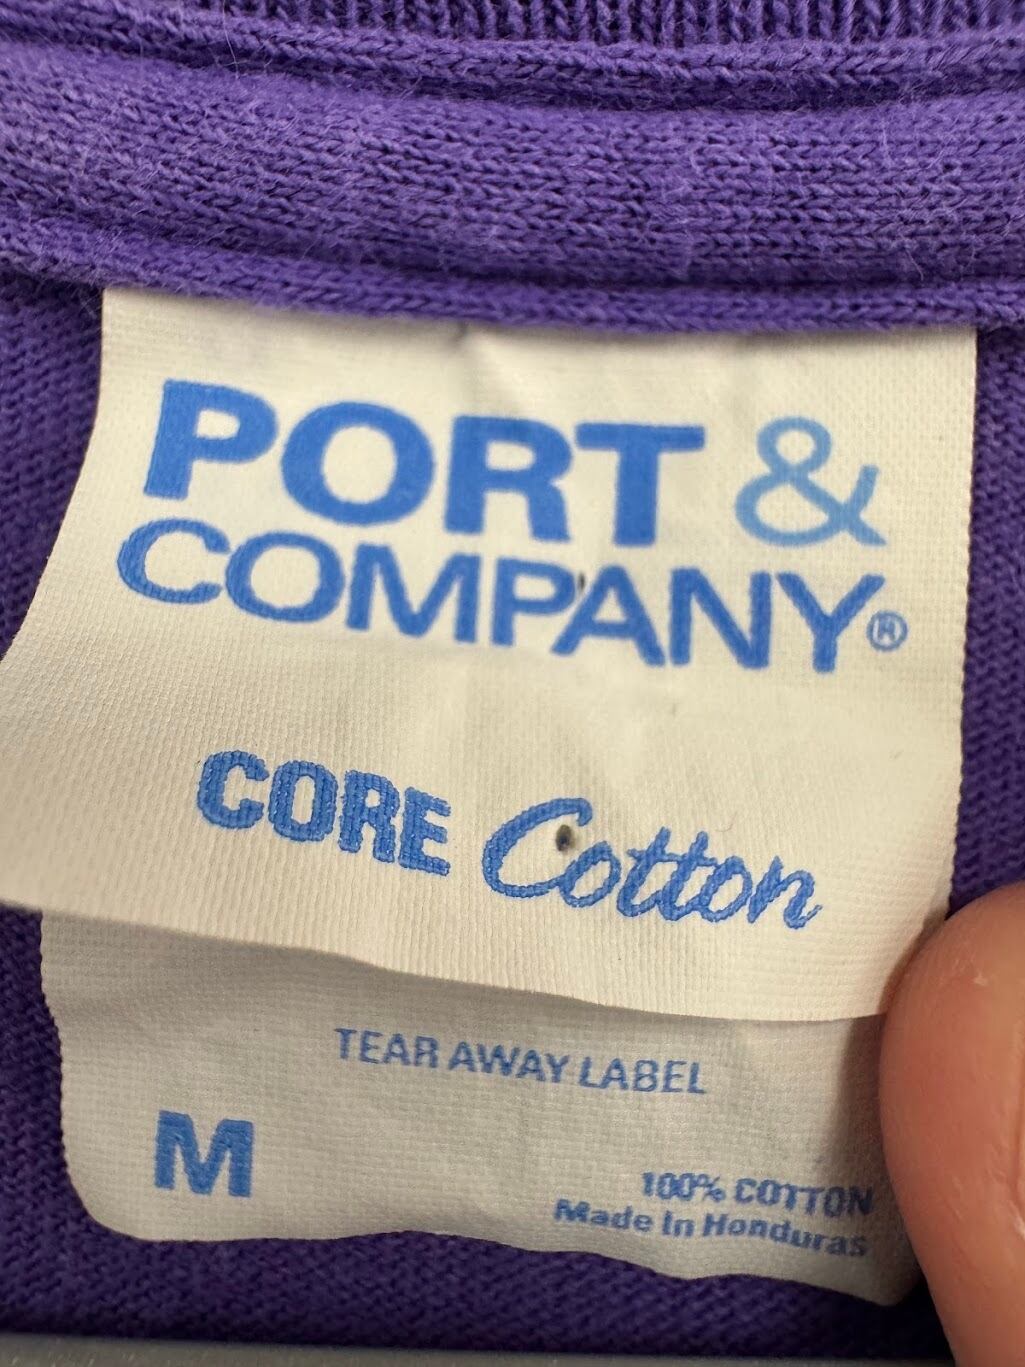 PORT &
COMPANY®
CORE Cotton
TEAR AWAY LABEL
M
100% COTTON
Made In Honduras